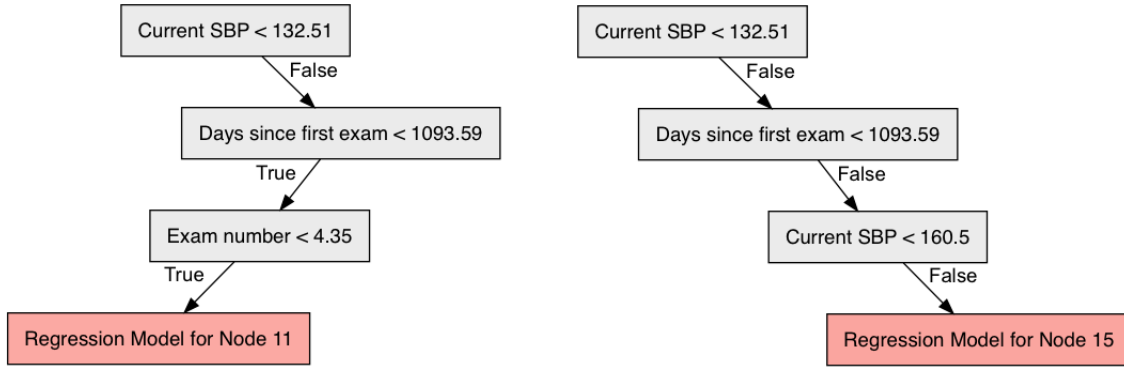 Current SBP < 132.51
False
Days since first exam < 1093.59
True
Exam number < 4.35
True
Regression Model for Node 11
Current SBP < 132.51
False
Days since first exam < 1093.59
False
Current SBP < 160.5
False
Regression Model for Node 15